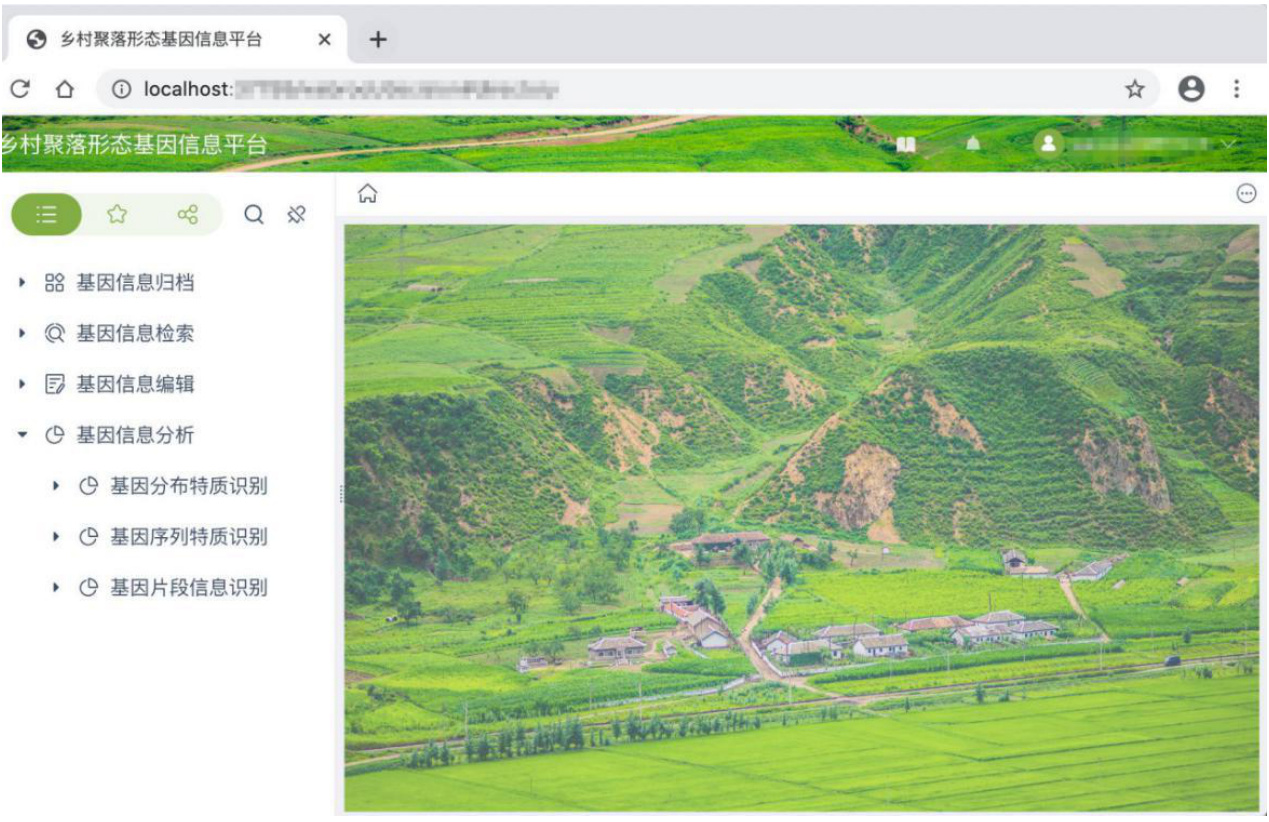 乡村聚落形态基因信息平台
localhost:
乡村聚落形态基因信息平台
基因信息归档
基因信息检索
基因信息编辑
基因信息分析
基因分布特质识别
基因序列特质识别
基因片段信息识别